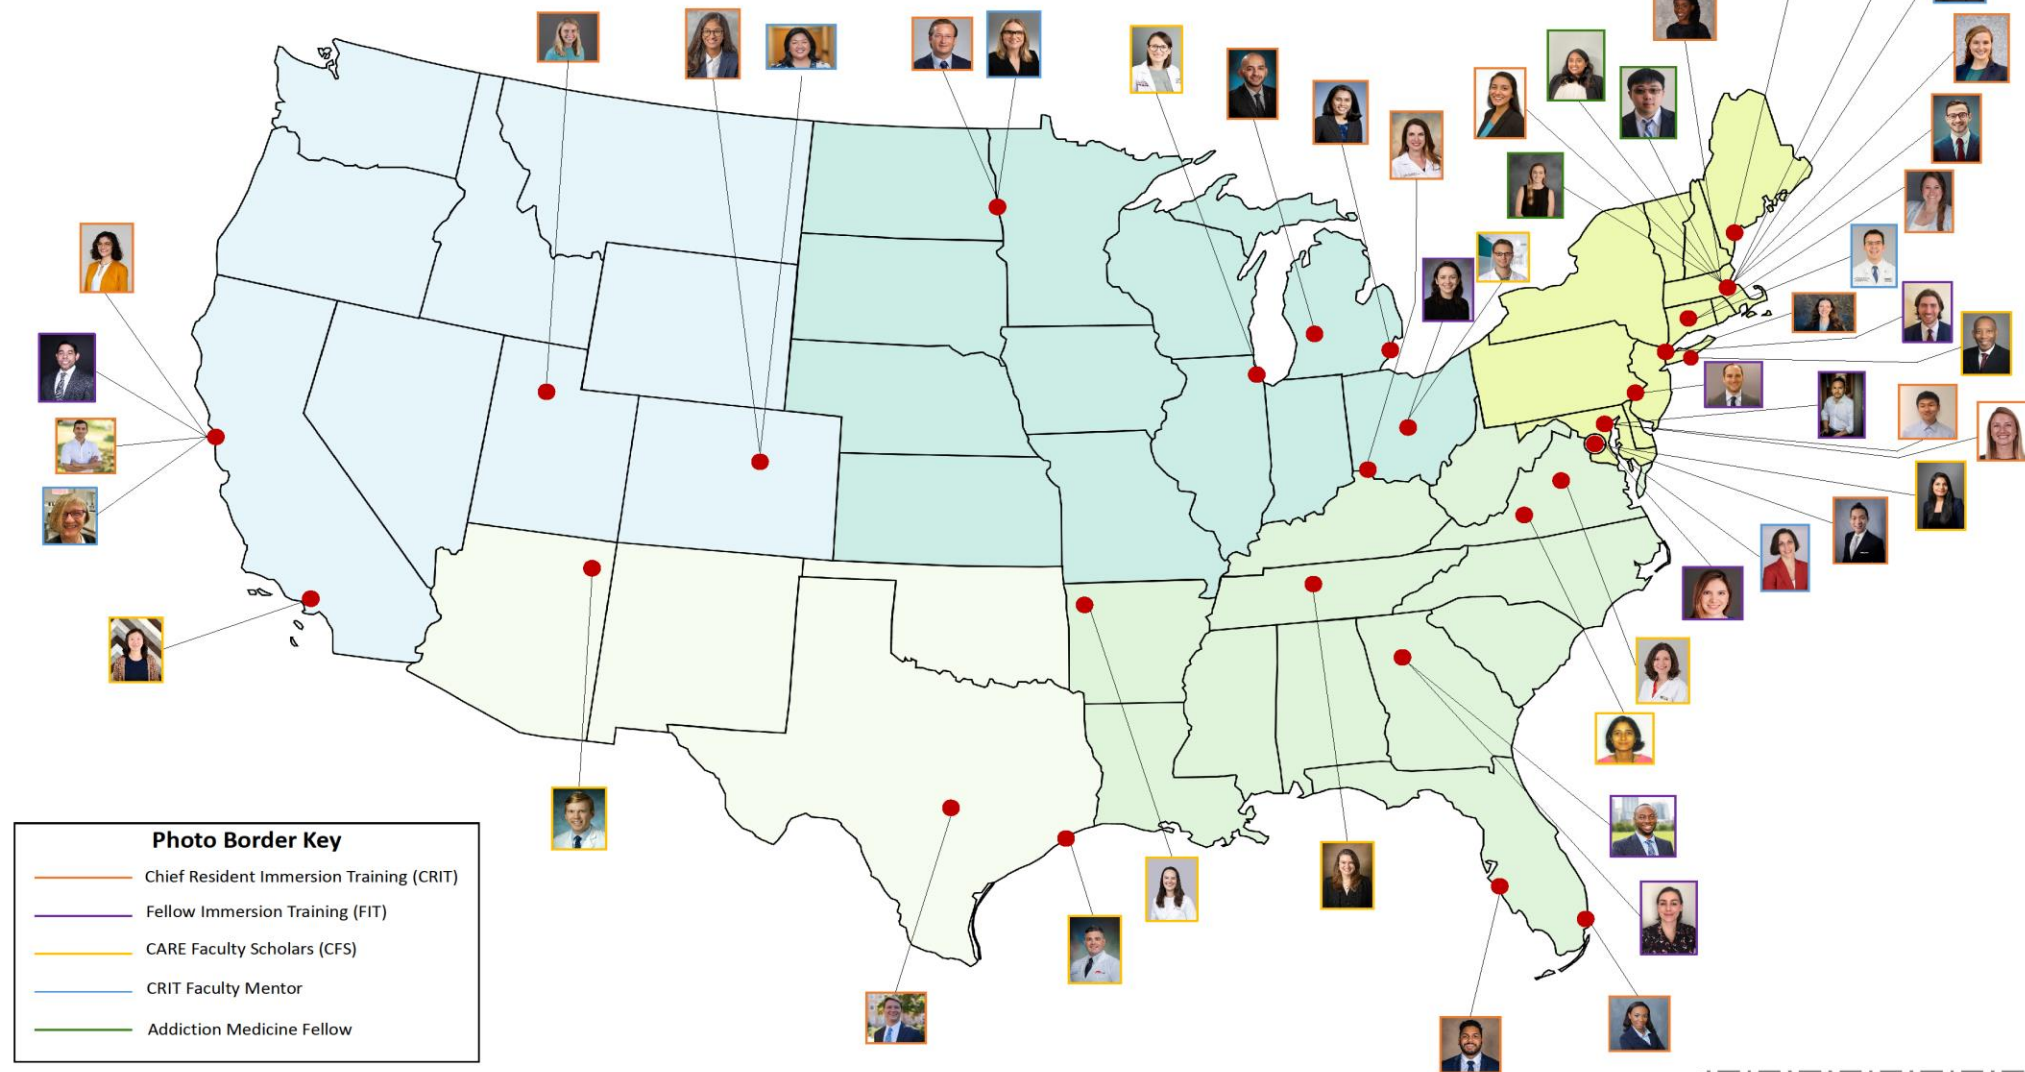 Photo Border Key
Chief Resident Immersion Training (CRIT)
Fellow Immersion Training (FIT)
CARE Faculty Scholars (CFS)
CRIT Faculty Mentor
Addiction Medicine Fellow